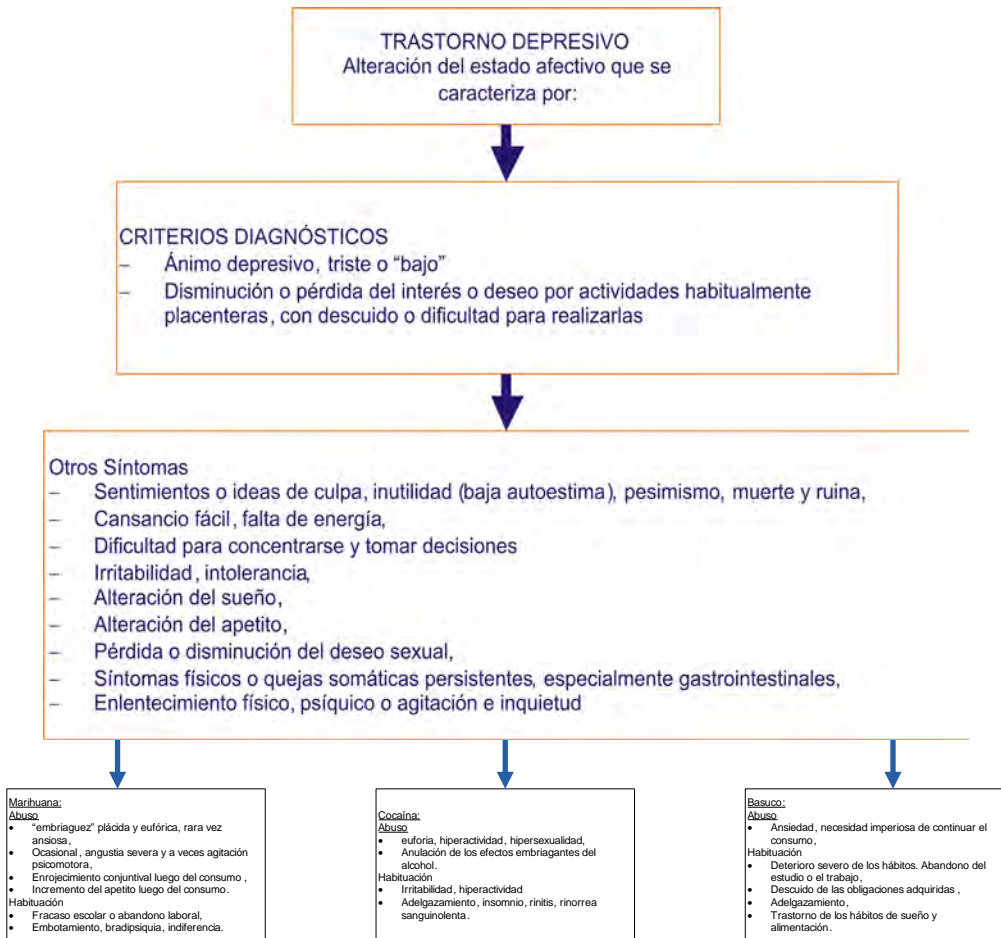 TRASTORNO DEPRESIVO
Alteración del estado afectivo que se
caracteriza por:
CRITERIOS DIAGNÓSTICOS
– Ánimo depresivo, triste o “bajo”
– Disminución o pérdida del interés o deseo por actividades habitualmente
placenteras, con descuido o dificultad para realizarlas
Otros Síntomas
– Sentimientos o ideas de culpa, inutilidad (baja autoestima), pesimismo, muerte y ruina,
– Cansancio fácil, falta de energía,
– Dificultad para concentrarse y tomar decisiones
– Irritabilidad, intolerancia,
– Alteración del sueño,
– Alteración del apetito,
– Pérdida o disminución del deseo sexual,
– Síntomas físicos o quejas somáticas persistentes, especialmente gastrointestinales,
– Enlentecimiento físico, psíquico o agitación e inquietud
Marihuana:
Abuso
• “embriaguez” plácida y eufórica, rara vez
ansiosa,
• Ocasional, angustia severa y a veces agitación
psicomotora,
• Enrojecimiento conjuntival luego del consumo ,
• Incremento del apetito luego del consumo.
Habituación
• Fracaso escolar o abandono laboral,
• Embotamiento, bradipsiquia, indiferencia.
Cocaína:
Abuso
• euforia, hiperactividad, hipersexualidad,
• Anulación de los efectos embriagantes del
alcohol.
Habituación
• Irritabilidad, hiperactividad
• Adelgazamiento, insomnio, rinitis, rinorrea
sanguinolenta.
Basuco:
Abuso
• Ansiedad, necesidad imperiosa de continuar el
consumo,
Habituación
• Deterioro severo de los hábitos. Abandono del
estudio o el trabajo,
• Descuido de las obligaciones adquiridas ,
• Adelgazamiento,
• Trastorno de los hábitos de sueño y
alimentación.